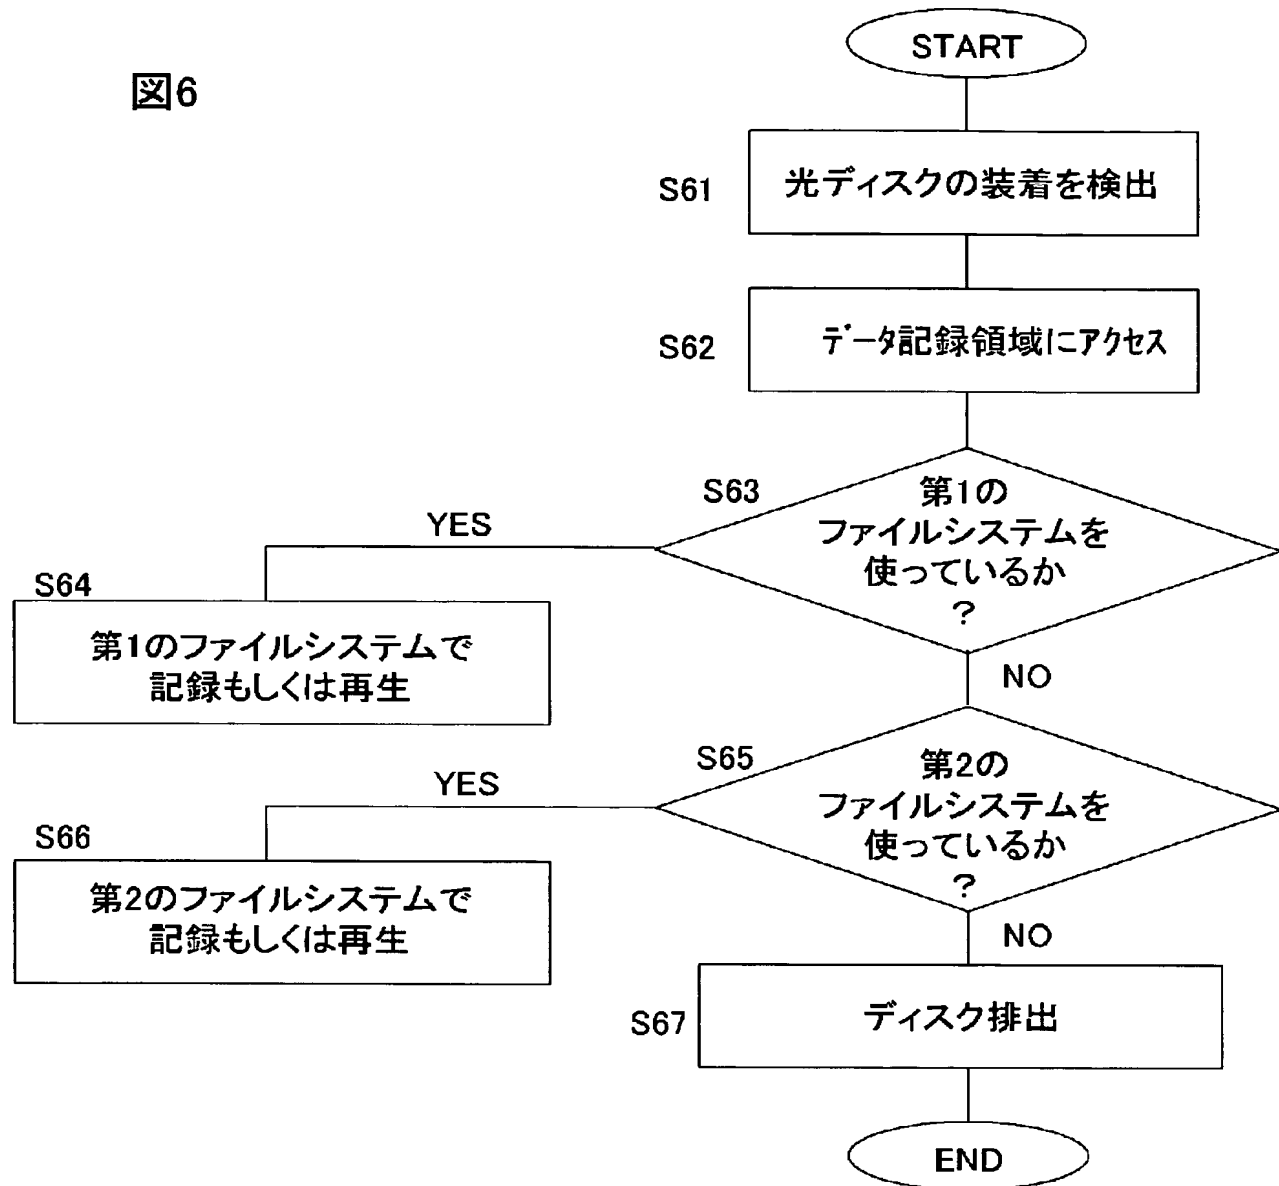 図6
START
S61
光ディスクの装着を検出
S62
データ記録領域にアクセス
S63
第1の
ファイルシステムを
使っているか
?
YES
S64
第1のファイルシステムで
記録もしくは再生
NO
S65
第2の
ファイルシステムを
使っているか
?
YES
S66
第2のファイルシステムで
記録もしくは再生
NO
S67
ディスク排出
END